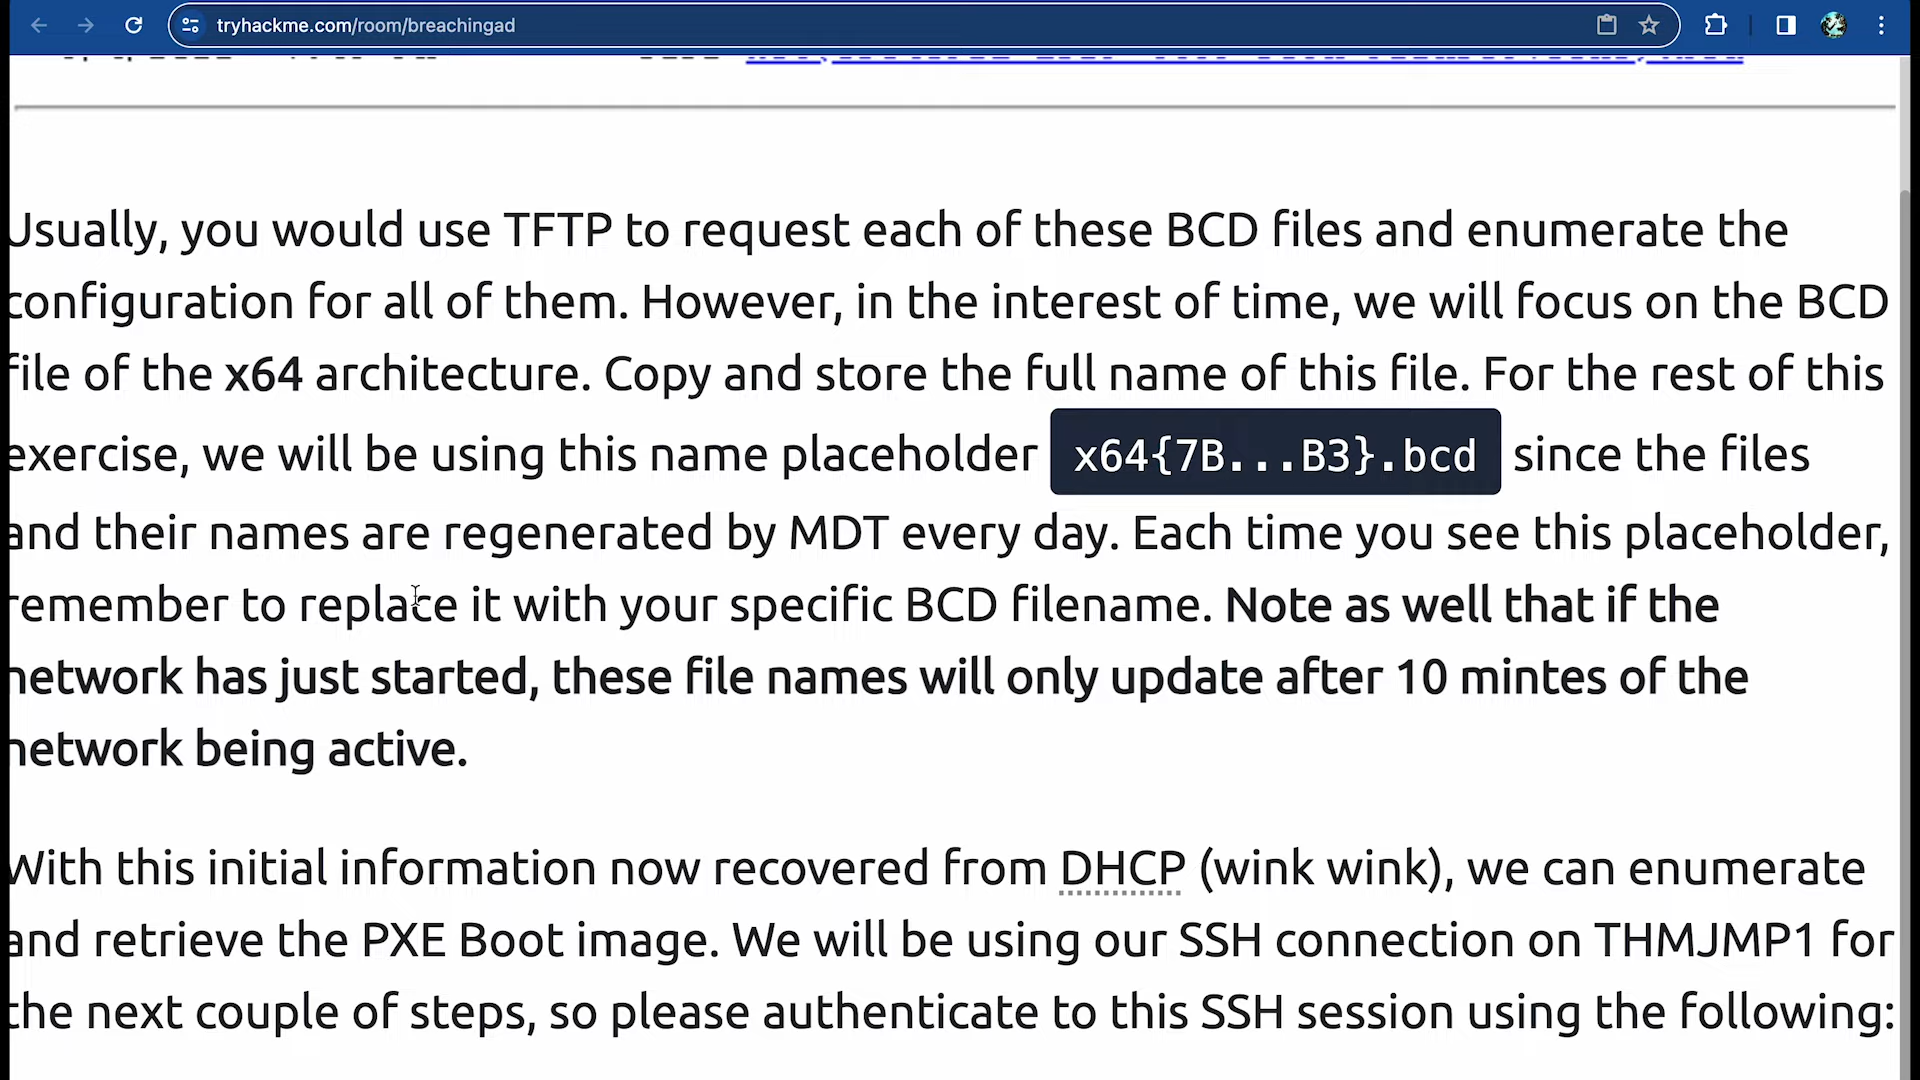 tryhackme.com/room/breachingad
Usually, you would use TFTP to request each of these BCD files and enumerate the
configuration for all of them. However, in the interest of time, we will focus on the BCD
file of the x64 architecture. Copy and store the full name of this file. For the rest of this
exercise, we will be using this name placeholder x64{7B...B3}.bcd since the files
and their names are regenerated by MDT every day. Each time you see this placeholder,
remember to replace it with your specific BCD filename. Note as well that if the
network has just started, these file names will only update after 10 mintes of the
network being active.
With this initial information now recovered from DHCP (wink wink), we can enumerate
and retrieve the PXE Boot image. We will be using our SSH connection on THMJMP1 for
the next couple of steps, so please authenticate to this SSH session using the following: